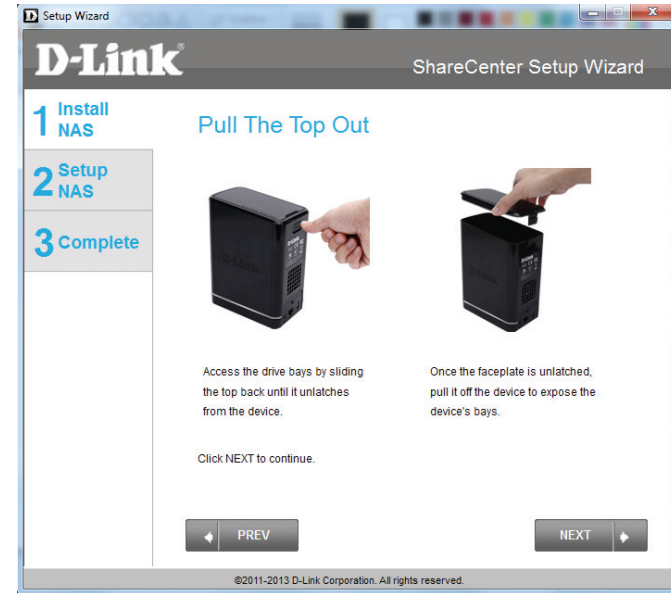 Setup Wizard
D-Link
ShareCenter Setup Wizard
1 Install
NAS
2 Setup
NAS
3 Complete
Pull The Top Out
D-Link
Access the drive bays by sliding
the top back until it unlatches
from the device.
Once the faceplate is unlatched,
pull it off the device to expose the
device's bays.
Click NEXT to continue.
PREV
NEXT
©2011-2013 D-Link Corporation. All rights reserved.